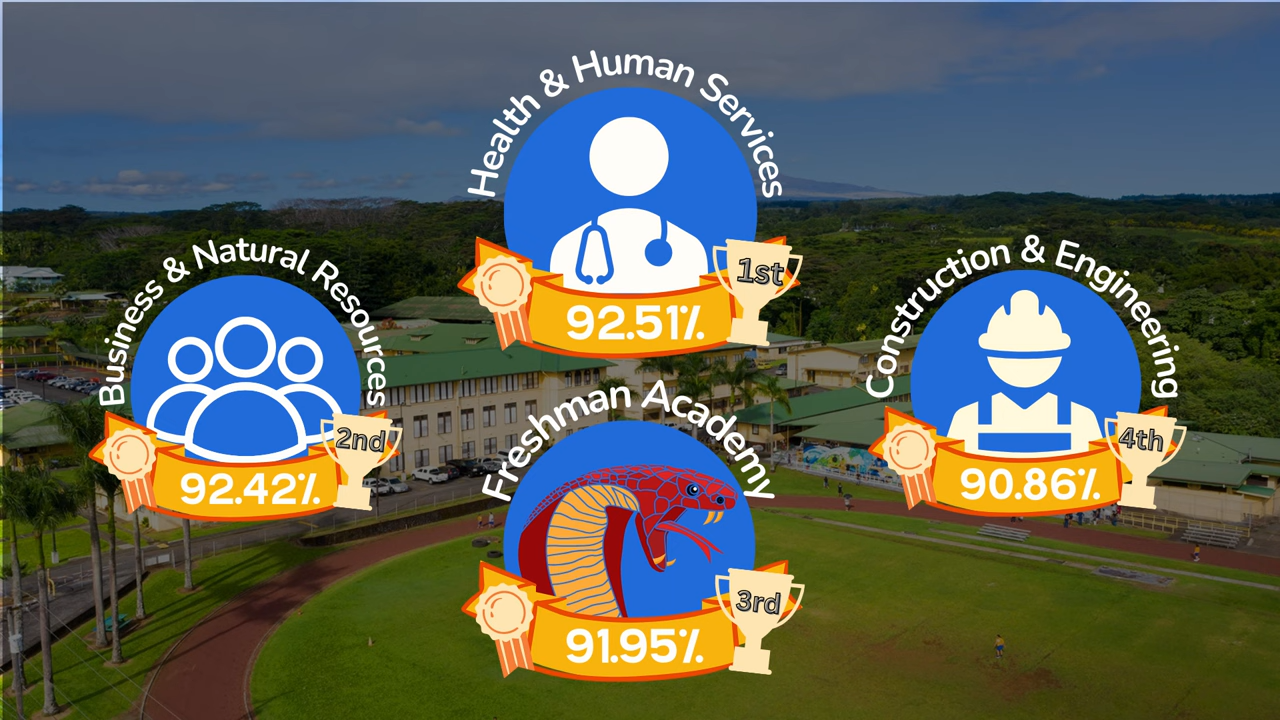 Health & Human Services
1st
92.51%
Business & Natural Resources
2nd
92.42%
Construction & Engineering
4th
90.86%
Freshman Academy
3rd
91.95%